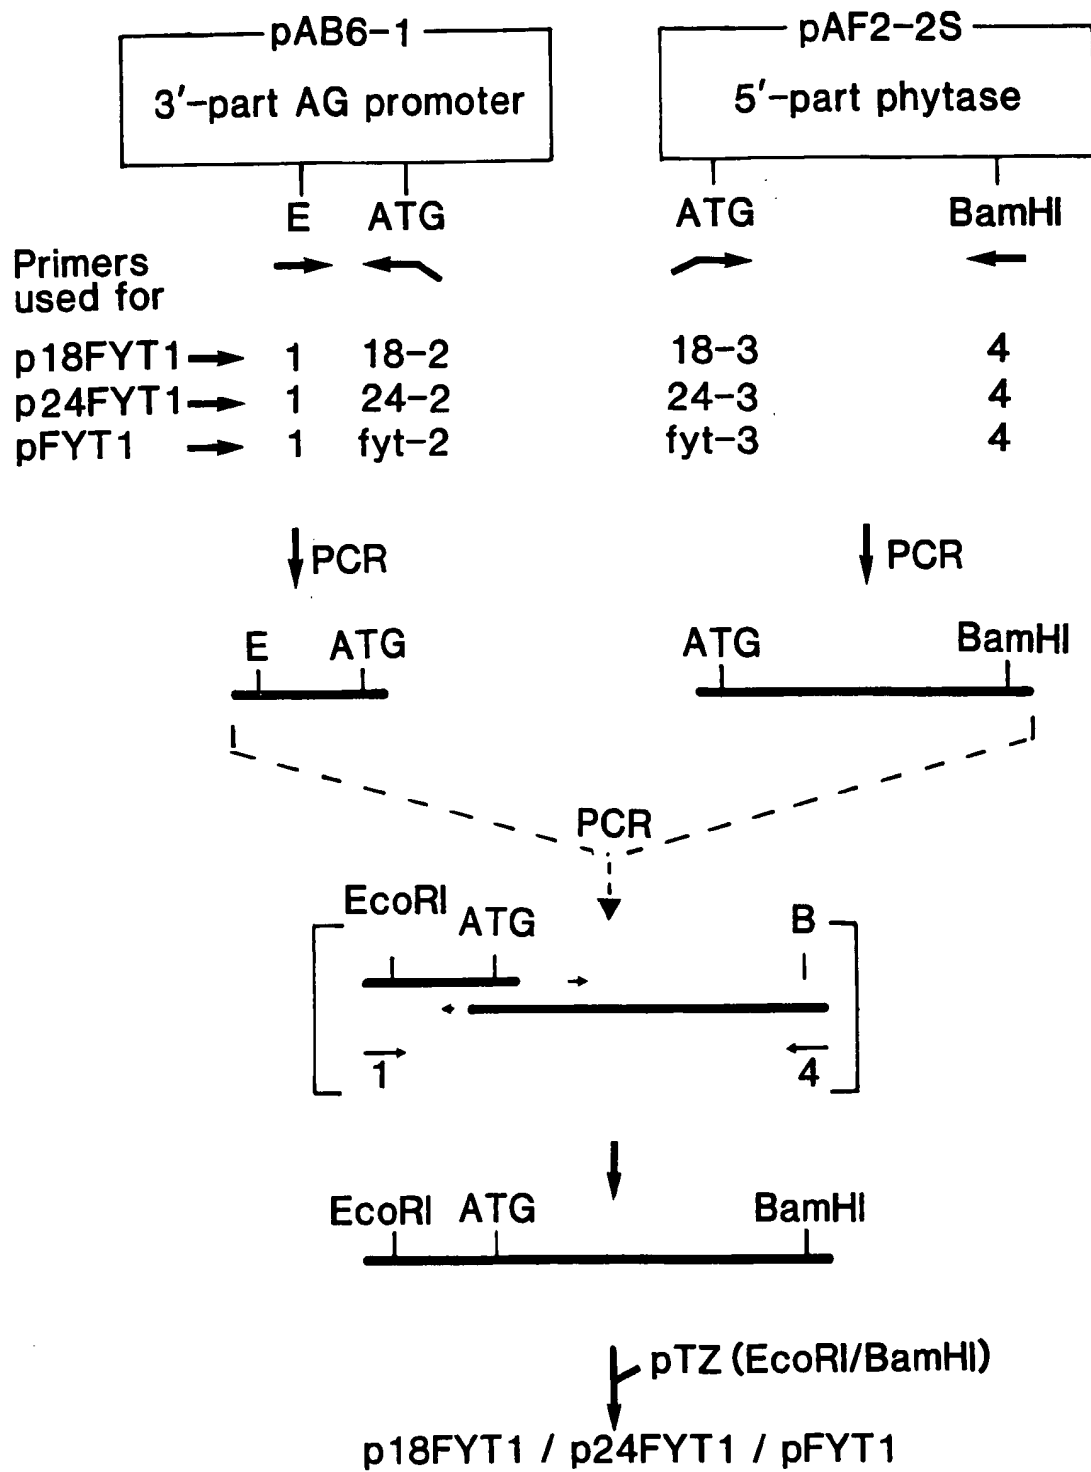 pAB6-1 pAF2-2S
3'-part AG promoter 5'-part phytase
E ATG ATG BamHI
Primers
used for
p18FYT1 1 18-2 18-3 4
p24FYT1 1 24-2 24-3 4
pFYT1 1 fyt-2 fyt-3 4
PCR PCR
E ATG ATG BamHI
PCR
EcoRI ATG B
1 4
EcoRI ATG BamHI
pTZ (EcoRI/BamHI)
p18FYT1 / p24FYT1 / pFYT1